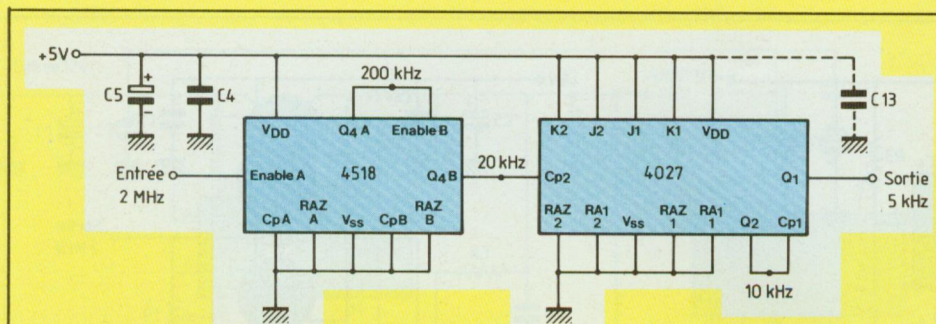 +5V
C5
+
−
C4
200 kHz
C13
VDD
Q4 A
Enable B
K2
J2
J1
K1
VDD
Entrée
2 MHz
Enable A
4518
Q4 B
20 kHz
Cp2
4027
Q1
Sortie
5 kHz
CpA
RAZ
A
VSS
CpB
RAZ
B
RAZ
2
RA1
2
VSS
RAZ
1
RA1
1
Q2
Cp1
10 kHz